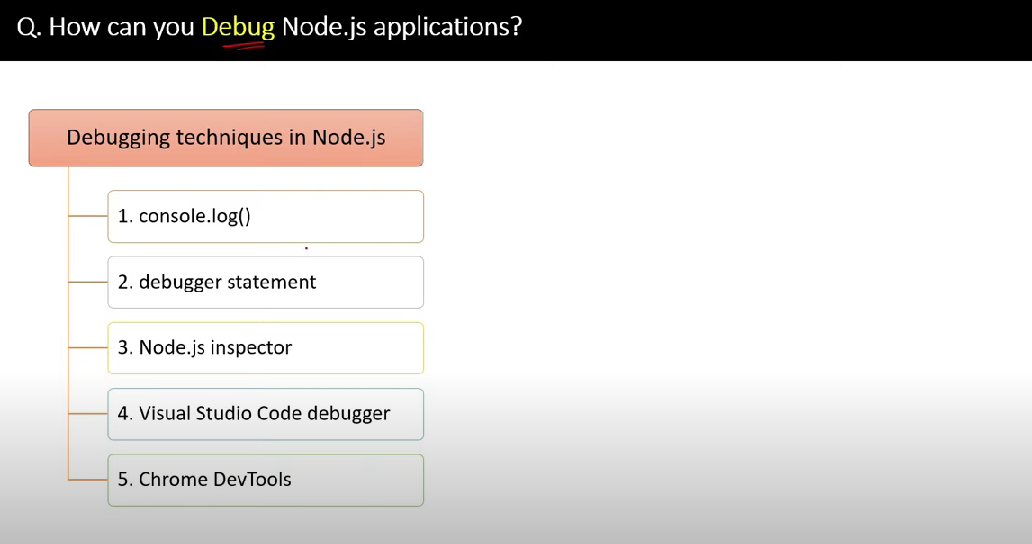 Q. How can you Debug Node.js applications?
Debugging techniques in Node.js
1. console.log()
2. debugger statement
3. Node.js inspector
4. Visual Studio Code debugger
5. Chrome DevTools